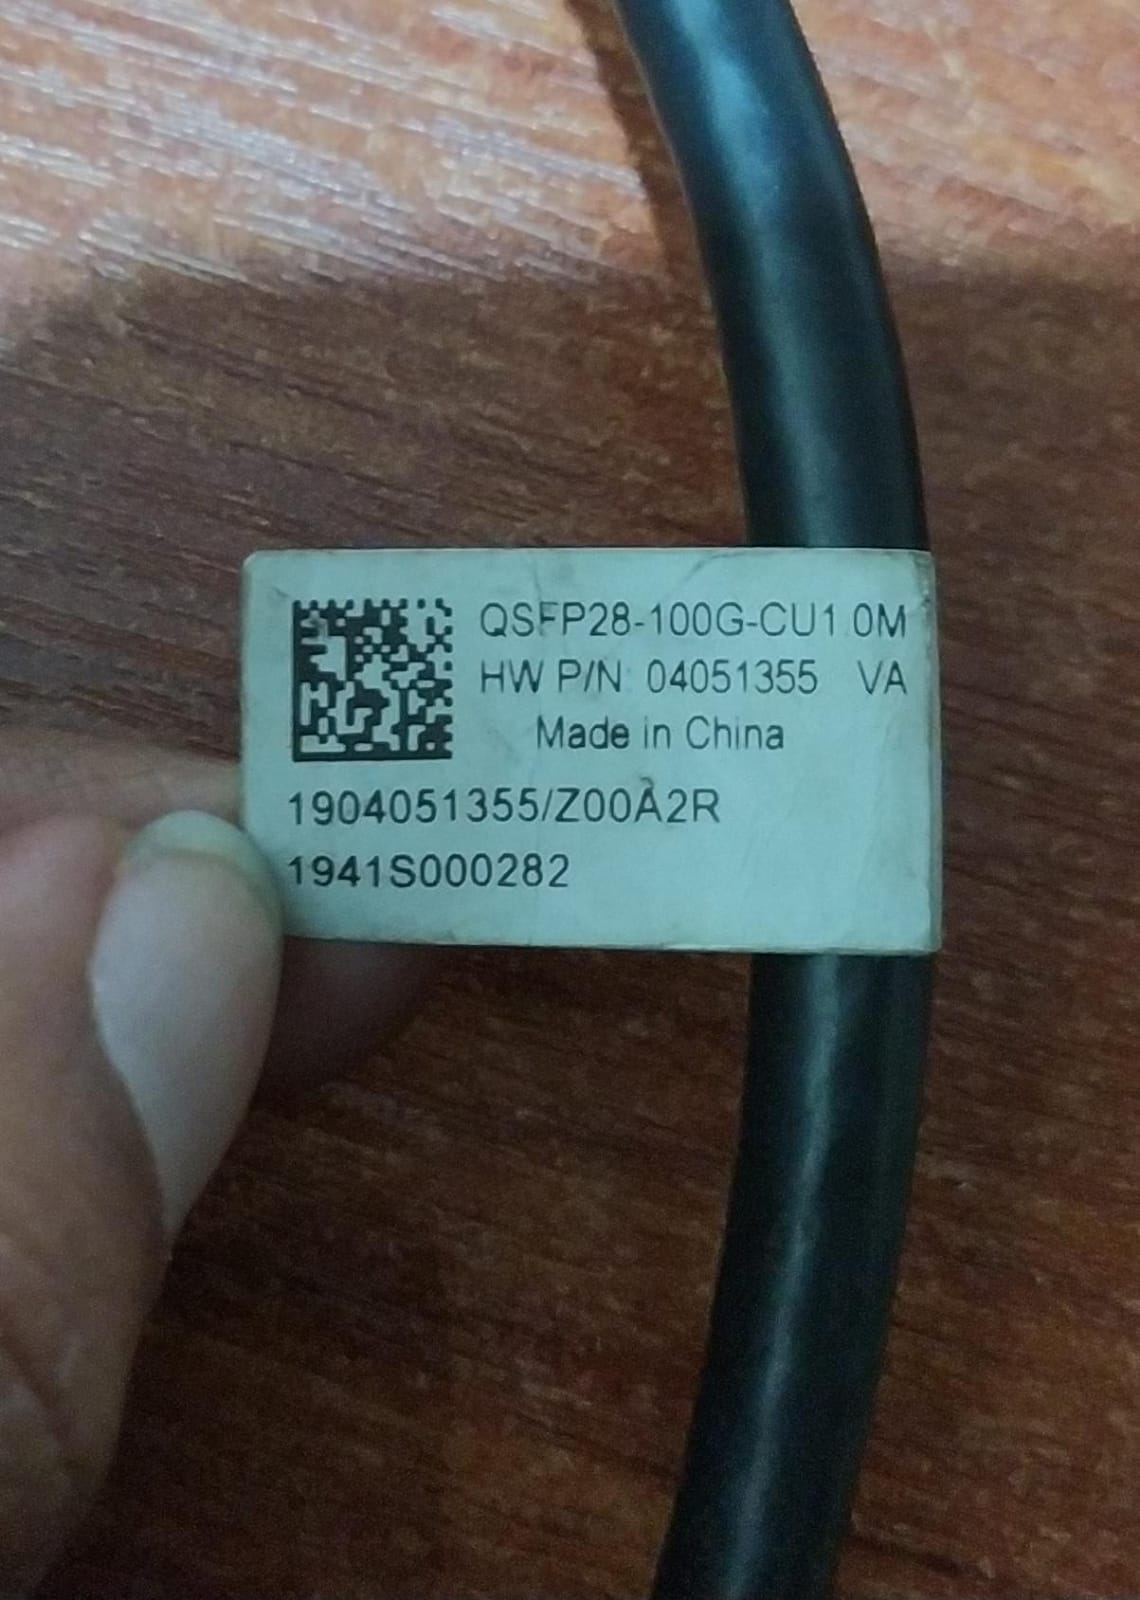 QSFP28-100G-CU1.0M
HW P/N: 04051355 VA
Made in China
1904051355/Z00A2R
1941S000282